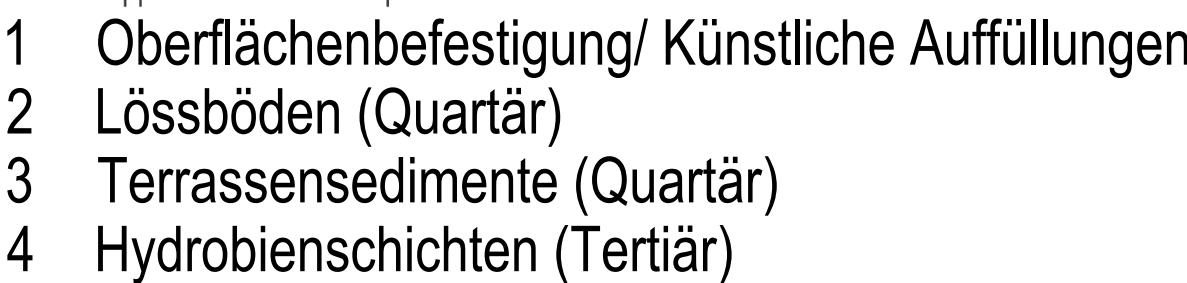 1 Oberflächenbefestigung/ Künstliche Auffüllungen
2 Lössböden (Quartär)
3 Terrassensedimente (Quartär)
4 Hydrobienschichten (Tertiär)